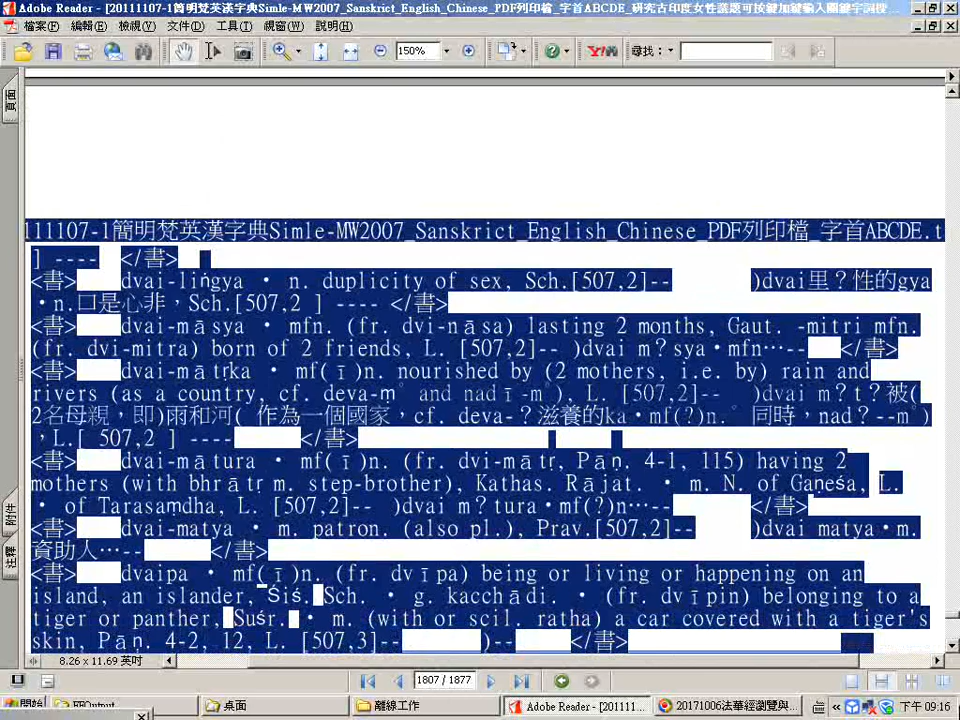 Adobe Reader - [20111107-1簡明梵英漢字典Simle-MW2007_Sanskrict_English_Chinese_PDF列印檔_字首ABCDE_研究古印度女性議題可按鍵加鍵輸入關鍵字詞搜
檔案(F) 編輯(E) 檢視(V) 文件(D) 工具(T) 視窗(W) 說明(H)
150% 尋找:
頁面
111107-1簡明梵英漢字典Simle-MW2007_Sanskrict_English_Chinese_PDF列印檔_字首ABCDE.t
] ---- </書>
<書> dvai-liṅgya · n. duplicity of sex, Sch.[507,2]-- )dvai里？性的gya
·n.口是心非，Sch.[507,2 ] ---- </書>
<書> dvai-māsya · mfn. (fr. dvi-nāsa) lasting 2 months, Gaut. -mitri mfn.
(fr. dvi-mitra) born of 2 friends, L. [507,2]-- )dvai m？sya·mfn…-- </書>
<書> dvai-mātṛka · mf(ī)n. nourished by (2 mothers, i.e. by) rain and
rivers (as a country, cf. deva-m° and nadī-m°), L. [507,2]-- )dvai m？t？被(
2名母親，即)雨和河( 作為一個國家，cf. deva-？滋養的ka·mf(?)n.° 同時，nad？--m°)
，L.[ 507,2 ] ---- </書>
<書> dvai-mātura · mf(ī)n. (fr. dvi-mātṛ, Pāṇ. 4-1, 115) having 2
mothers (with bhrātṛ m. step-brother), Kathas. Rājat. · m. N. of Gaṇeśa, L.
· of Tarasaṃdha, L. [507,2]-- )dvai m？tura·mf(?)n…-- </書>
<書> dvai-matya · m. patron. (also pl.), Prav.[507,2]-- )dvai matya·m.
資助人…-- </書>
<書> dvaipa · mf(ī)n. (fr. dvīpa) being or living or happening on an
island, an islander, Śiś. Sch. · g. kacchādi. · (fr. dvīpin) belonging to a
tiger or panther, Suśr. · m. (with or scil. ratha) a car covered with a tiger's
skin, Pāṇ. 4-2, 12, L. [507,3]-- )-- </書>
附件
註釋
8.26 x 11.69 英吋
1807 / 1877
開始 FFOutput 桌面 離線工作 Adobe Reader - [201111... 20171006法華經瀏覽與... 下午 09:16